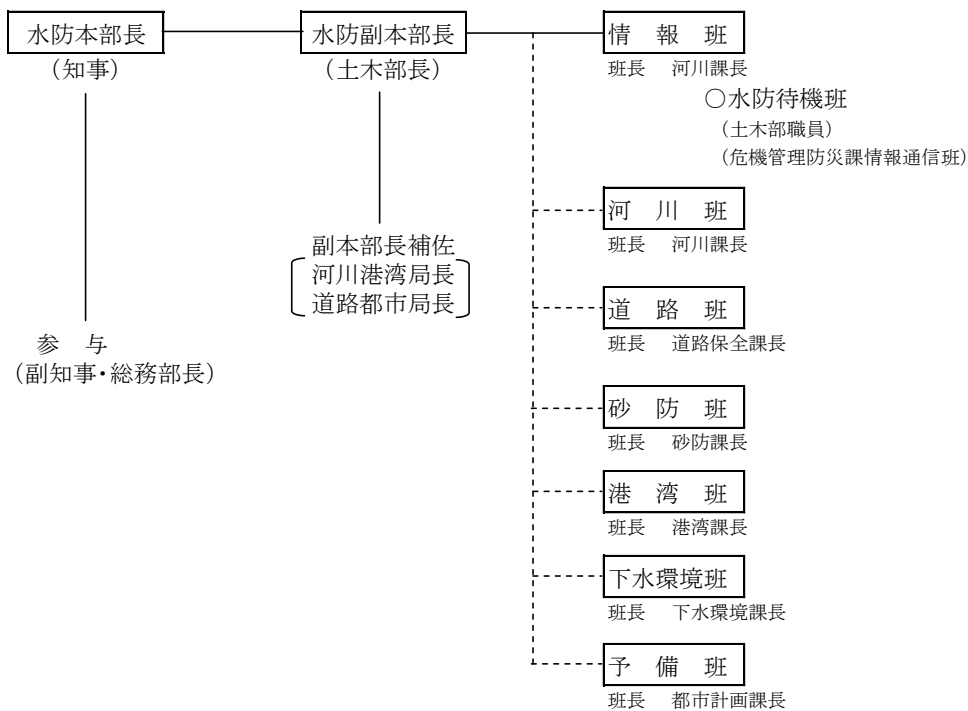 水防本部長
(知事)
参 与
(副知事・総務部長)
水防副本部長
(土木部長)
副本部長補佐
河川港湾局長
道路都市局長
情 報 班
班長 河川課長
○水防待機班
(土木部職員)
(危機管理防災課情報通信班)
河 川 班
班長 河川課長
道 路 班
班長 道路保全課長
砂 防 班
班長 砂防課長
港 湾 班
班長 港湾課長
下水環境班
班長 下水環境課長
予 備 班
班長 都市計画課長